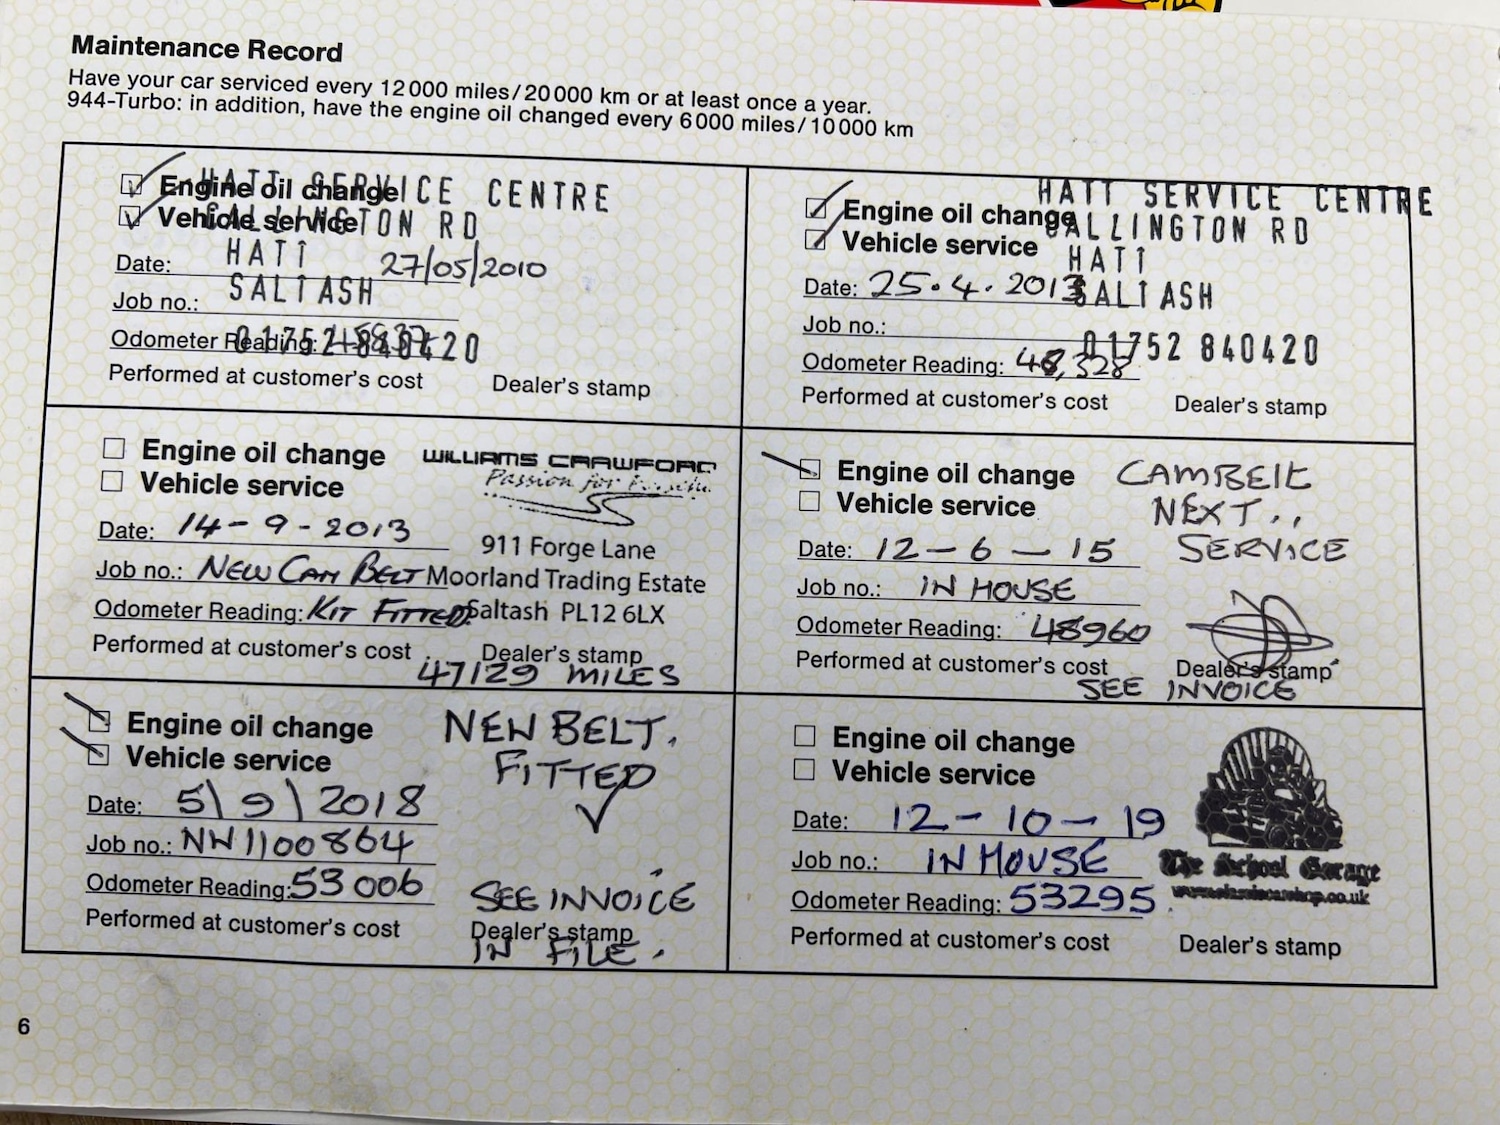 Maintenance Record
Have your car serviced every 12 000 miles/20 000 km or at least once a year.
944-Turbo: in addition, have the engine oil changed every 6 000 miles/10 000 km
Engine oil change
Vehicle service
HATT SERVICE CENTRE
CALLINGTON RD
HATT
SALTASH
01752 840420
Date: 27/05/2010
Job no.:
Odometer Reading:
Performed at customer's cost
Dealer's stamp
Engine oil change
Vehicle service
HATT SERVICE CENTRE
CALLINGTON RD
HATT
SALTASH
01752 840420
Date: 25.4.2013
Job no.:
Odometer Reading: 48,328
Performed at customer's cost
Dealer's stamp
Engine oil change
Vehicle service
WILLIAMS CRAWFORD
Passion for Porsche
911 Forge Lane
Moorland Trading Estate
Saltash PL12 6LX
Date: 14-9-2013
Job no.: NEW CAM BELT
Odometer Reading: KIT FITTED
Performed at customer's cost
Dealer's stamp
47129 MILES
Engine oil change
Vehicle service
CAMBELT
NEXT..
SERVICE
Date: 12-6-15
Job no.: IN HOUSE
Odometer Reading: 48960
Performed at customer's cost
Dealer's stamp
SEE INVOICE
Engine oil change
Vehicle service
NEW BELT.
FITTED
Date: 5\9\2018
Job no.: NW1100864
Odometer Reading: 53006
Performed at customer's cost
SEE INVOICE
Dealer's stamp
IN FILE.
Engine oil change
Vehicle service
Date: 12-10-19
Job no.: IN HOUSE
Odometer Reading: 53295
The School Garage
Performed at customer's cost
Dealer's stamp
6